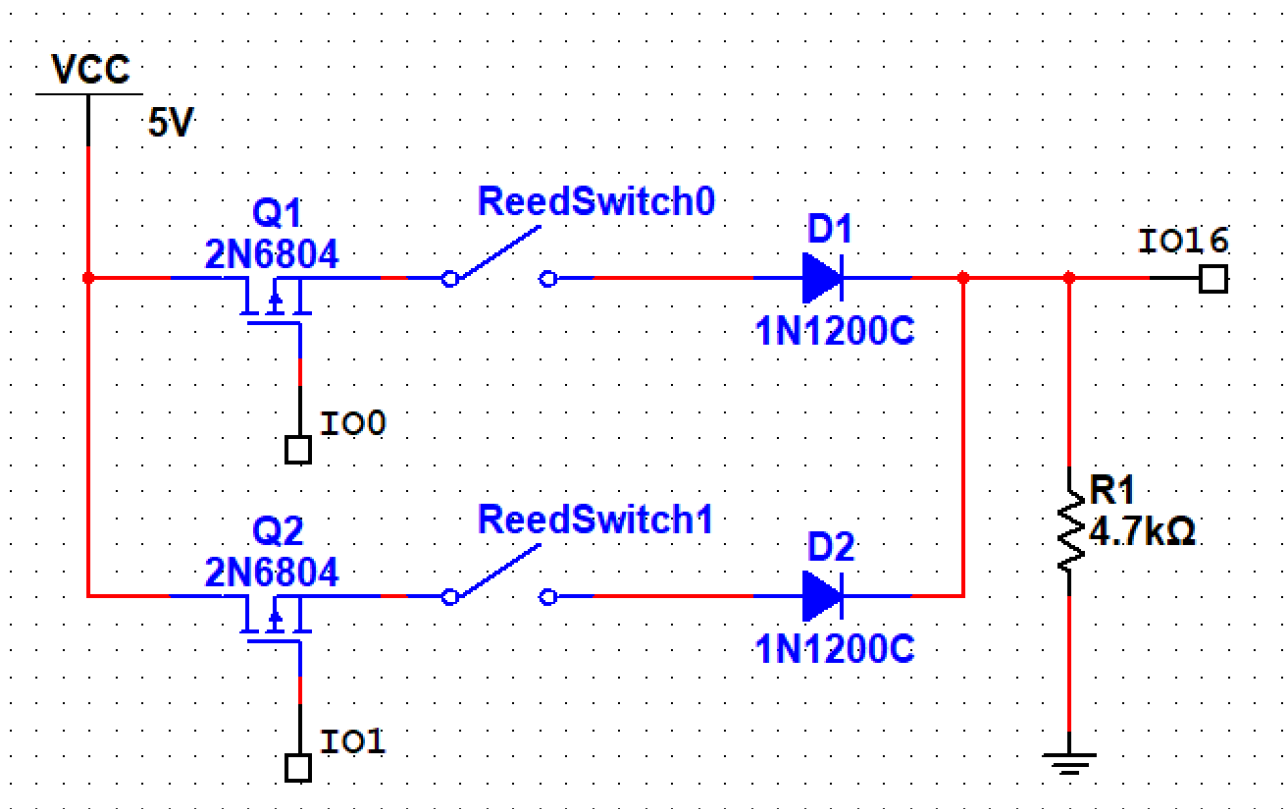 VCC
5V
Q1
2N6804
ReedSwitch0
D1
1N1200C
IO16
IO0
Q2
2N6804
ReedSwitch1
D2
1N1200C
R1
4.7kΩ
IO1